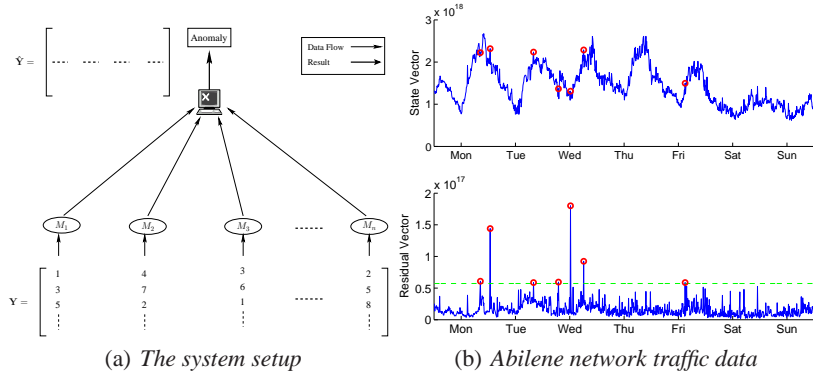 Anomaly
Data Flow
Result
Ŷ =
M1 M2 M3 Mn
1 4 3 2
3 7 6 5
5 2 1 8
Y =
(a) The system setup
x 10^18
3
2
1
0
State Vector
Mon Tue Wed Thu Fri Sat Sun
x 10^17
2
1.5
1
0.5
0
Residual Vector
Mon Tue Wed Thu Fri Sat Sun
(b) Abilene network traffic data